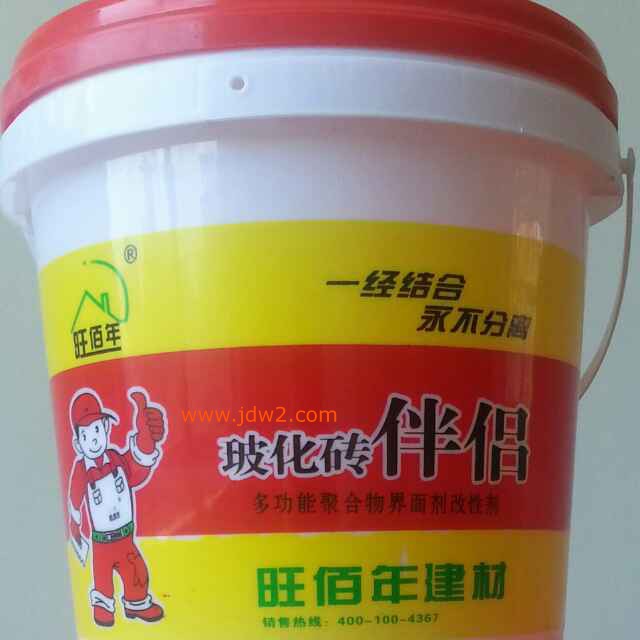 ®
旺佰年
一经结合
永不分离
www.jdw2.com
玻化砖伴侣
多功能聚合物界面剂改性剂
旺佰年建材
销售热线：400-100-4367